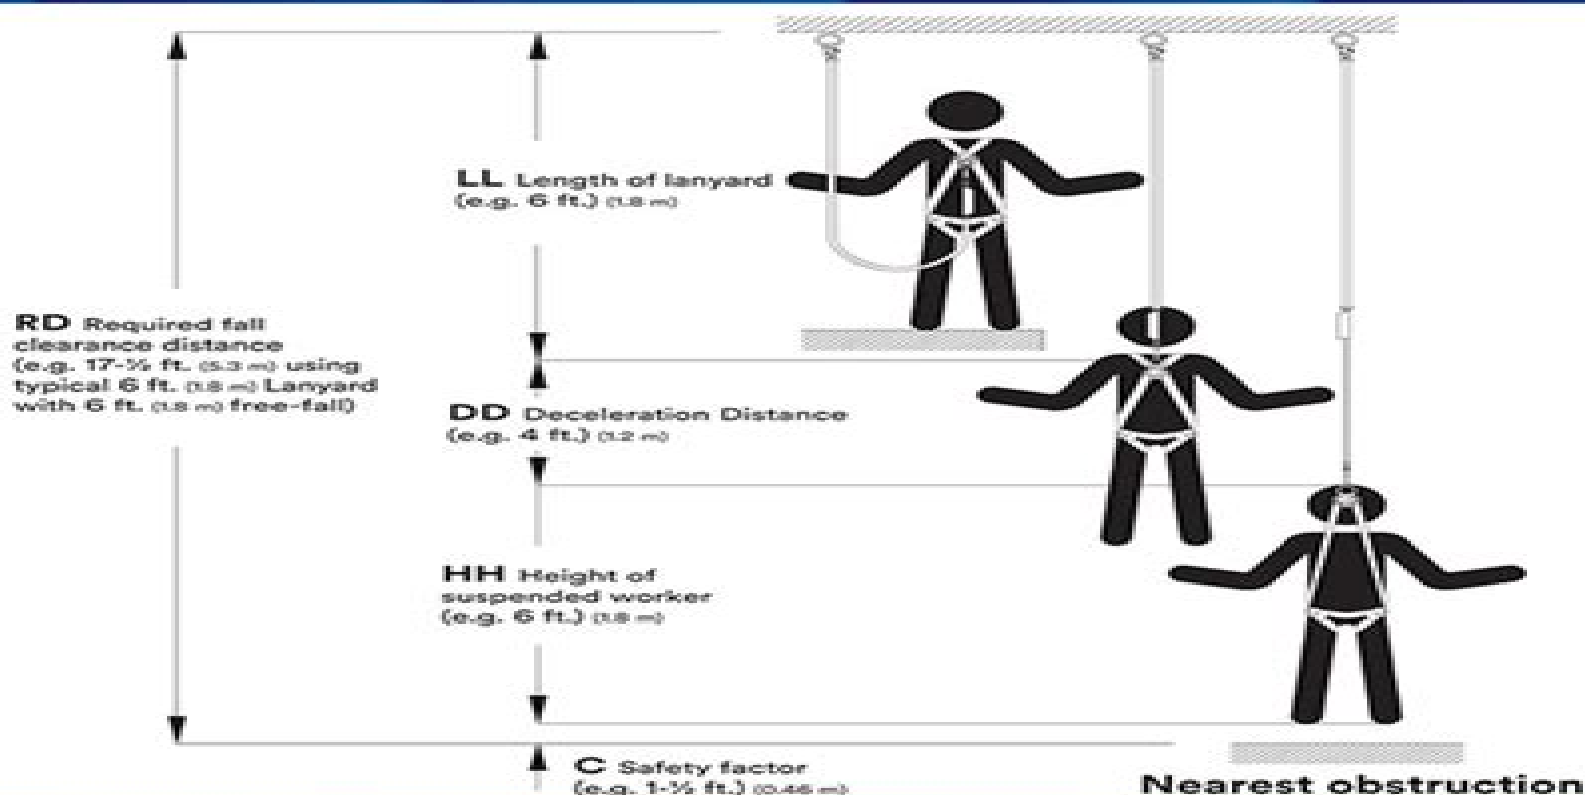 LL Length of lanyard
(e.g. 6 ft.) (1.8 m)
RD Required fall
clearance distance
(e.g. 17-½ ft. (5.3 m) using
typical 6 ft. (1.8 m) Lanyard
with 6 ft. (1.8 m) free-fall)
DD Deceleration Distance
(e.g. 4 ft.) (1.2 m)
HH Height of
suspended worker
(e.g. 6 ft.) (1.8 m)
C Safety factor
(e.g. 1-½ ft.) (0.46 m)
Nearest obstruction